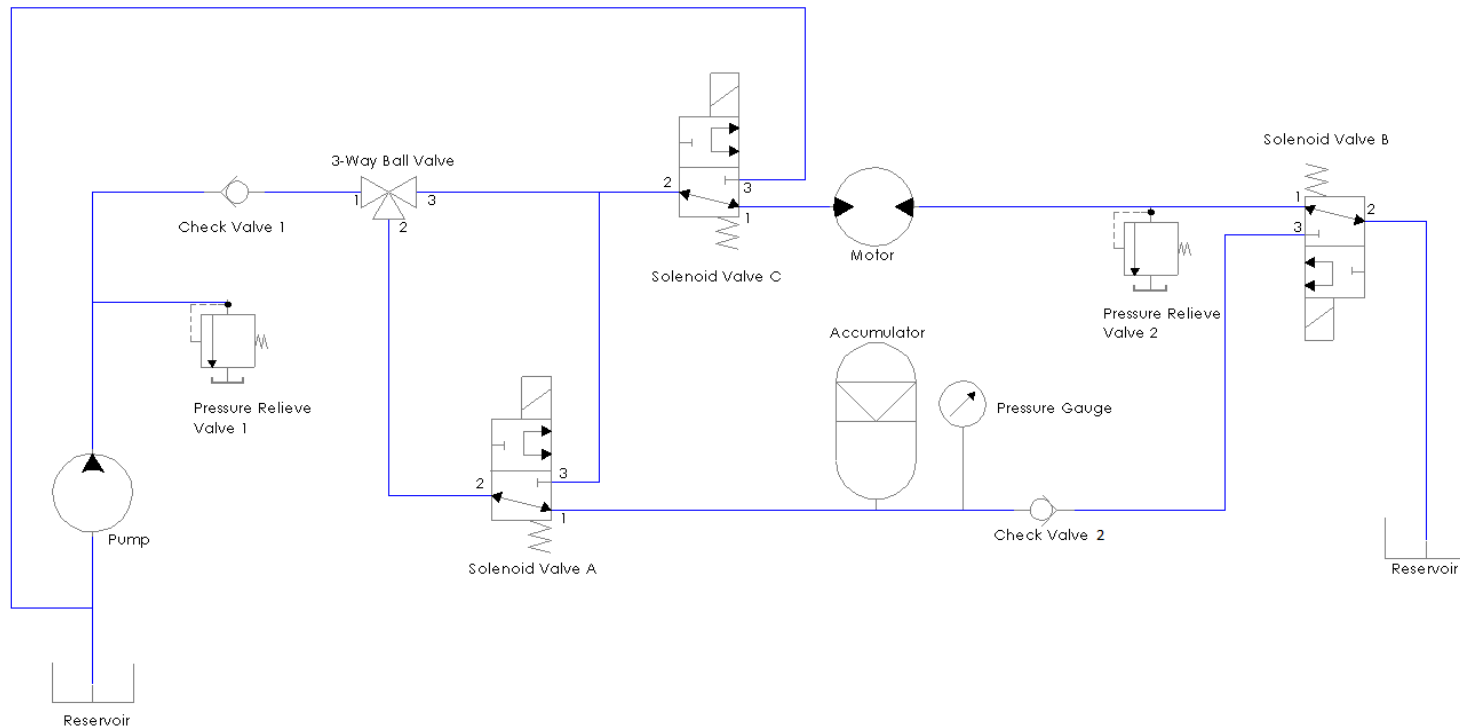 Solenoid Valve B
3-Way Ball Valve
2
3
1
1
3
2
1
2
3
Check Valve 1
2
Motor
Solenoid Valve C
Pressure Relieve
Valve 2
Accumulator
Pressure Relieve
Valve 1
Pressure Gauge
3
2
1
Pump
Check Valve 2
Solenoid Valve A
Reservoir
Reservoir